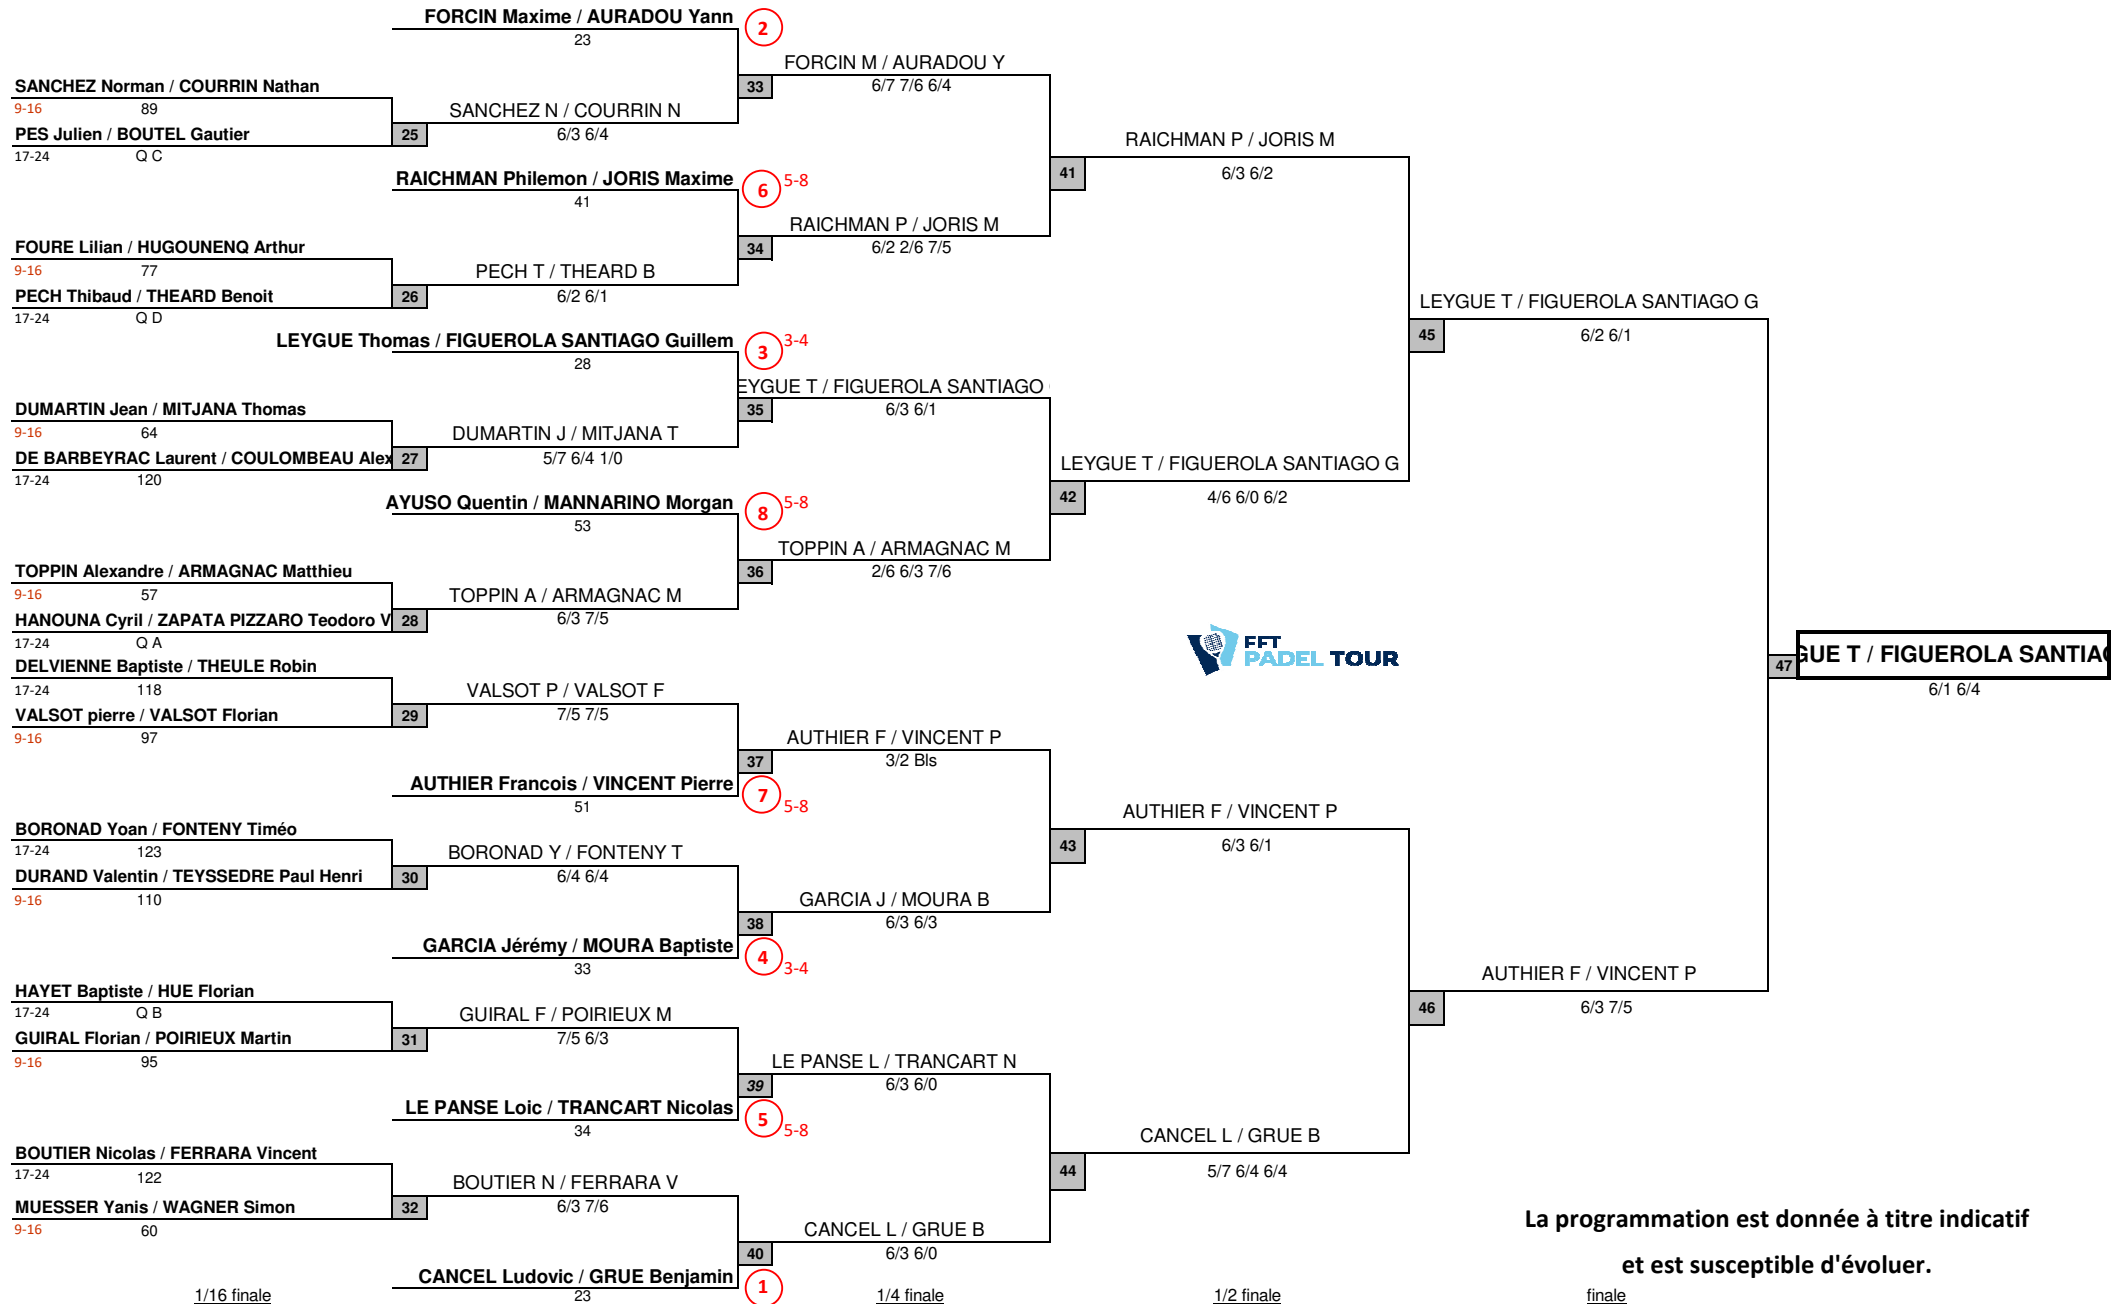 FORCIN Maxime / AURADOU Yann
2
23
FORCIN M / AURADOU Y
33
6/7 7/6 6/4
SANCHEZ Norman / COURRIN Nathan
9-16 89
SANCHEZ N / COURRIN N
PES Julien / BOUTEL Gautier
25
6/3 6/4
17-24 Q C
RAICHMAN P / JORIS M
41
6/3 6/2
RAICHMAN Philemon / JORIS Maxime
6
5-8
41
RAICHMAN P / JORIS M
34
6/2 2/6 7/5
FOURE Lilian / HUGOUNENQ Arthur
9-16 77
PECH T / THEARD B
PECH Thibaud / THEARD Benoit
26
6/2 6/1
17-24 Q D
LEYGUE T / FIGUEROLA SANTIAGO G
45
6/2 6/1
LEYGUE Thomas / FIGUEROLA SANTIAGO Guillem
3
3-4
28
EYGUE T / FIGUEROLA SANTIAGO
35
6/3 6/1
DUMARTIN Jean / MITJANA Thomas
9-16 64
DUMARTIN J / MITJANA T
DE BARBEYRAC Laurent / COULOMBEAU Alex
27
5/7 6/4 1/0
17-24 120
LEYGUE T / FIGUEROLA SANTIAGO G
42
4/6 6/0 6/2
AYUSO Quentin / MANNARINO Morgan
8
5-8
53
TOPPIN A / ARMAGNAC M
36
2/6 6/3 7/6
TOPPIN Alexandre / ARMAGNAC Matthieu
9-16 57
TOPPIN A / ARMAGNAC M
HANOUNA Cyril / ZAPATA PIZZARO Teodoro V
28
6/3 7/5
17-24 Q A
FFT
PADEL TOUR
47
GUE T / FIGUEROLA SANTIAG
6/1 6/4
DELVIENNE Baptiste / THEULE Robin
17-24 118
VALSOT P / VALSOT F
VALSOT pierre / VALSOT Florian
29
7/5 7/5
9-16 97
AUTHIER F / VINCENT P
37
3/2 Bls
AUTHIER Francois / VINCENT Pierre
7
5-8
51
AUTHIER F / VINCENT P
43
6/3 6/1
BORONAD Yoan / FONTENY Timéo
17-24 123
BORONAD Y / FONTENY T
DURAND Valentin / TEYSSEDRE Paul Henri
30
6/4 6/4
9-16 110
GARCIA J / MOURA B
38
6/3 6/3
GARCIA Jérémy / MOURA Baptiste
4
3-4
33
AUTHIER F / VINCENT P
46
6/3 7/5
HAYET Baptiste / HUE Florian
17-24 Q B
GUIRAL F / POIRIEUX M
GUIRAL Florian / POIRIEUX Martin
31
7/5 6/3
9-16 95
LE PANSE L / TRANCART N
39
6/3 6/0
LE PANSE Loic / TRANCART Nicolas
5
5-8
34
CANCEL L / GRUE B
44
5/7 6/4 6/4
BOUTIER Nicolas / FERRARA Vincent
17-24 122
BOUTIER N / FERRARA V
MUESSER Yanis / WAGNER Simon
32
6/3 7/6
9-16 60
CANCEL L / GRUE B
40
6/3 6/0
CANCEL Ludovic / GRUE Benjamin
1
23
La programmation est donnée à titre indicatif
et est susceptible d'évoluer.
1/16 finale
1/4 finale
1/2 finale
finale